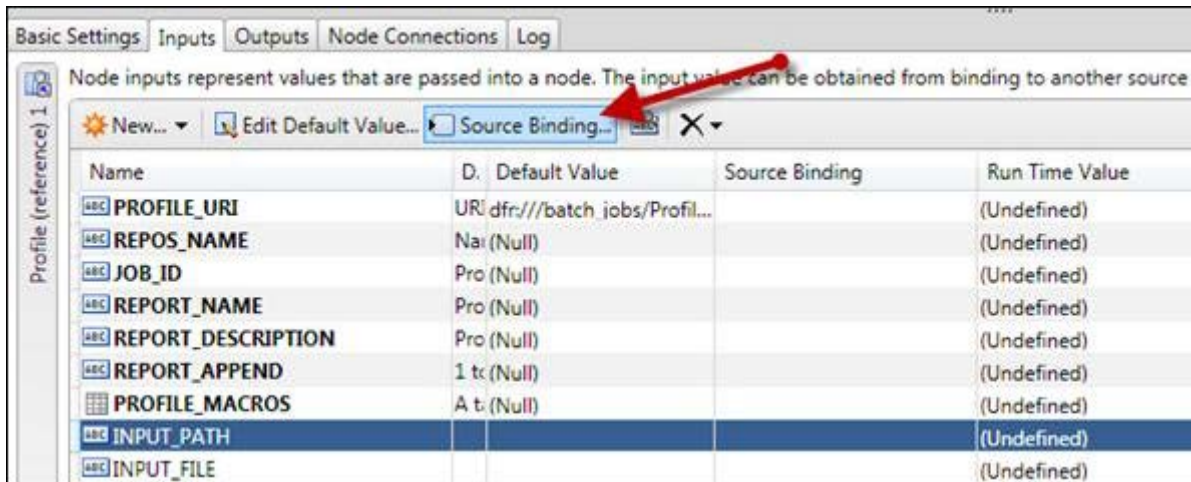 Basic Settings Inputs Outputs Node Connections Log
Node inputs represent values that are passed into a node. The input value can be obtained from binding to another source
New... Edit Default Value... Source Binding...
Profile (reference) 1
Name D. Default Value Source Binding Run Time Value
PROFILE_URI URI dfr:///batch_jobs/Profil... (Undefined)
REPOS_NAME Nai (Null) (Undefined)
JOB_ID Pro (Null) (Undefined)
REPORT_NAME Pro (Null) (Undefined)
REPORT_DESCRIPTION Pro (Null) (Undefined)
REPORT_APPEND 1 to (Null) (Undefined)
PROFILE_MACROS A t (Null) (Undefined)
INPUT_PATH (Undefined)
INPUT_FILE (Undefined)